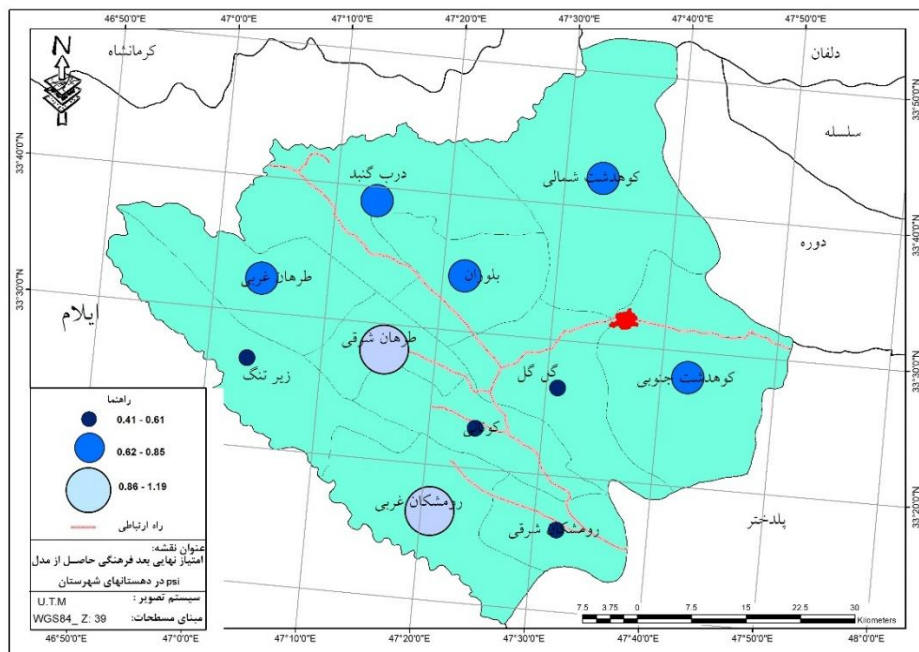 46°50'0"E 47°0'0"E 47°10'0"E 47°20'0"E 47°30'0"E 47°40'0"E 47°50'0"E
N
کرمانشاه
دلفان
سلسله
دوره
ایلام
پلدختر
درب گنبد
کوهدشت شمالی
طرهان غربی
بلوران
طرهان شرقی
زیر تنگ
گل گل
کوهدشت جنوبی
کونانی
رومشکان غربی
رومشکان شرقی
33°40'0"N
33°30'0"N
33°50'0"N
33°40'0"N
33°30'0"N
33°20'0"N
راهنما
0.41 - 0.61
0.62 - 0.85
0.86 - 1.19
راه ارتباطی
عنوان نقشه:
امتیاز نهایی بعد فرهنگی حاصل از مدل
psi در دهستانهای شهرستان
سیستم تصویر :
U.T.M
مبنای مسطحات:
WGS84_ Z: 39
7.5 3.75 0 7.5 15 22.5 30
Kilometers
46°50'0"E 47°0'0"E 47°10'0"E 47°20'0"E 47°30'0"E 47°40'0"E 47°50'0"E 48°0'0"E